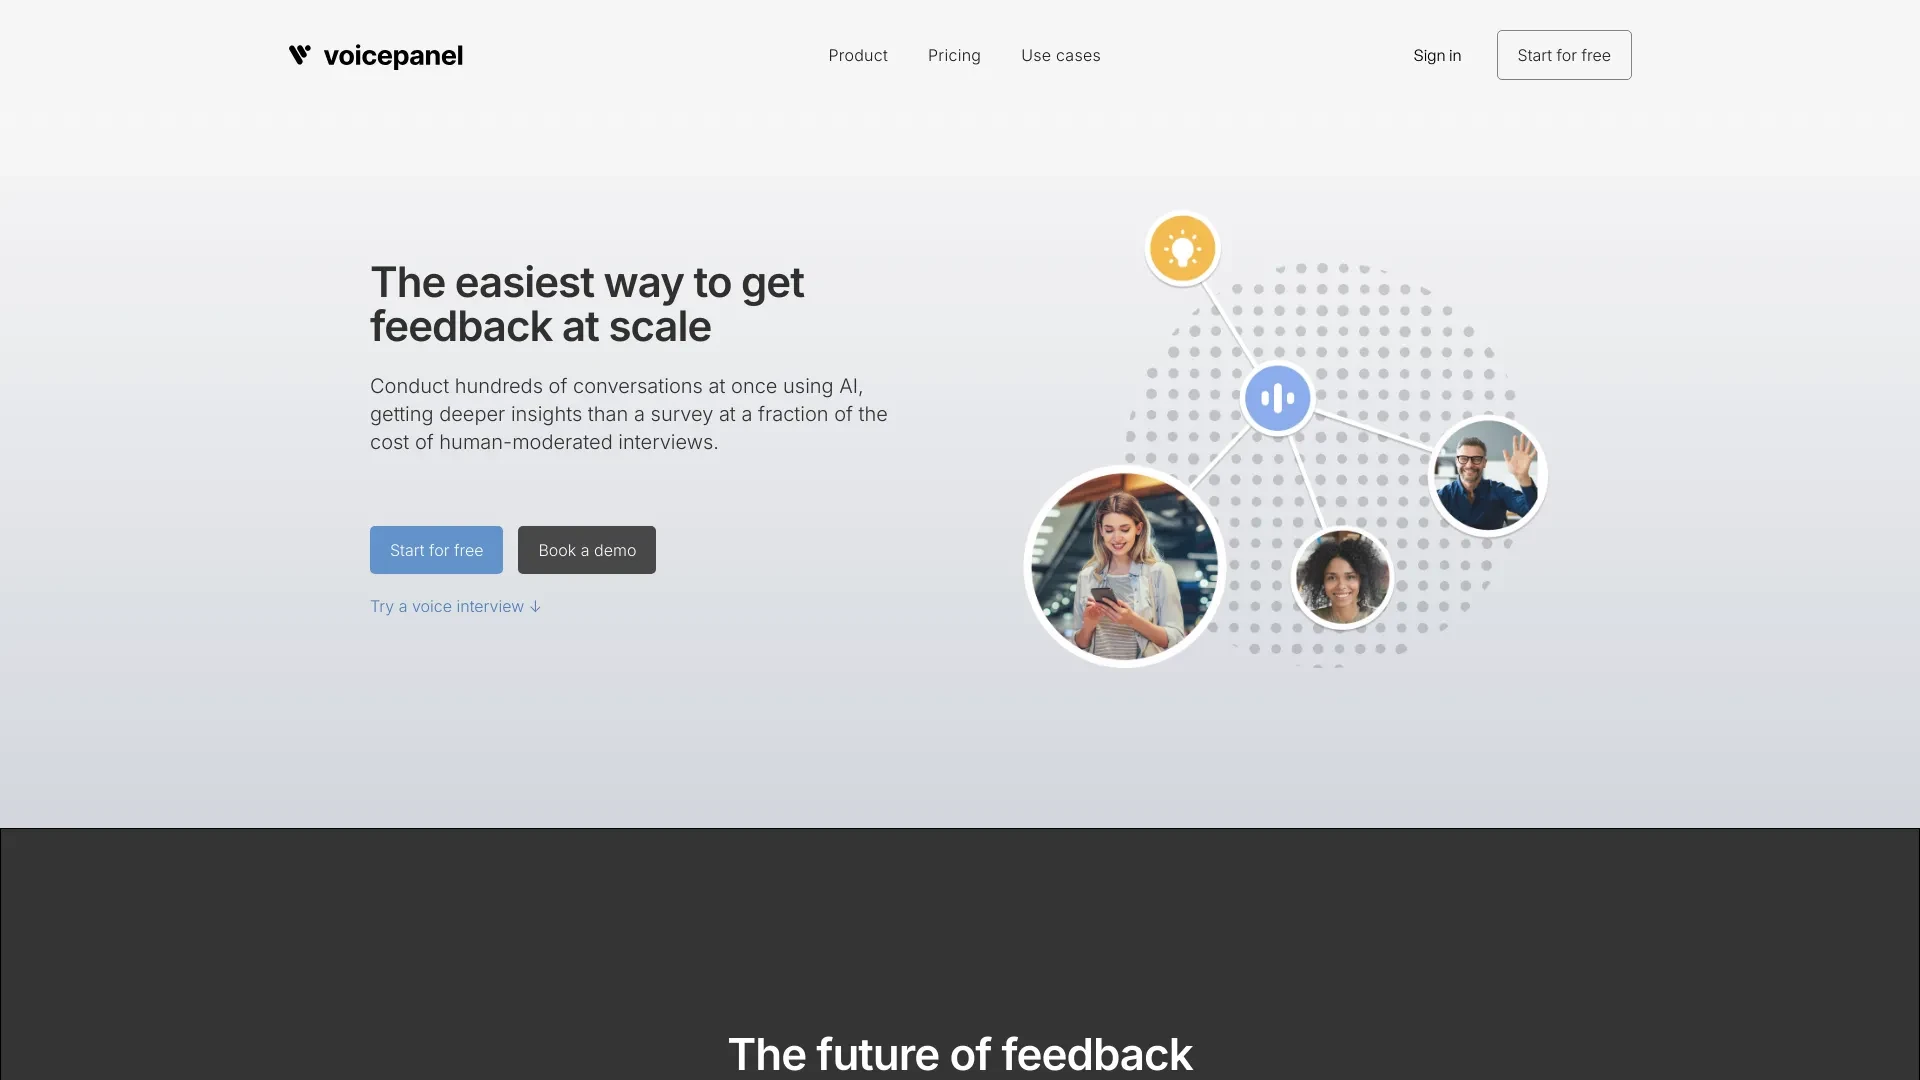 voicepanel
Product
Pricing
Use cases
Sign in
Start for free
The easiest way to get
feedback at scale
Conduct hundreds of conversations at once using AI,
getting deeper insights than a survey at a fraction of the
cost of human-moderated interviews.
Start for free
Book a demo
Try a voice interview ↓
The future of feedback